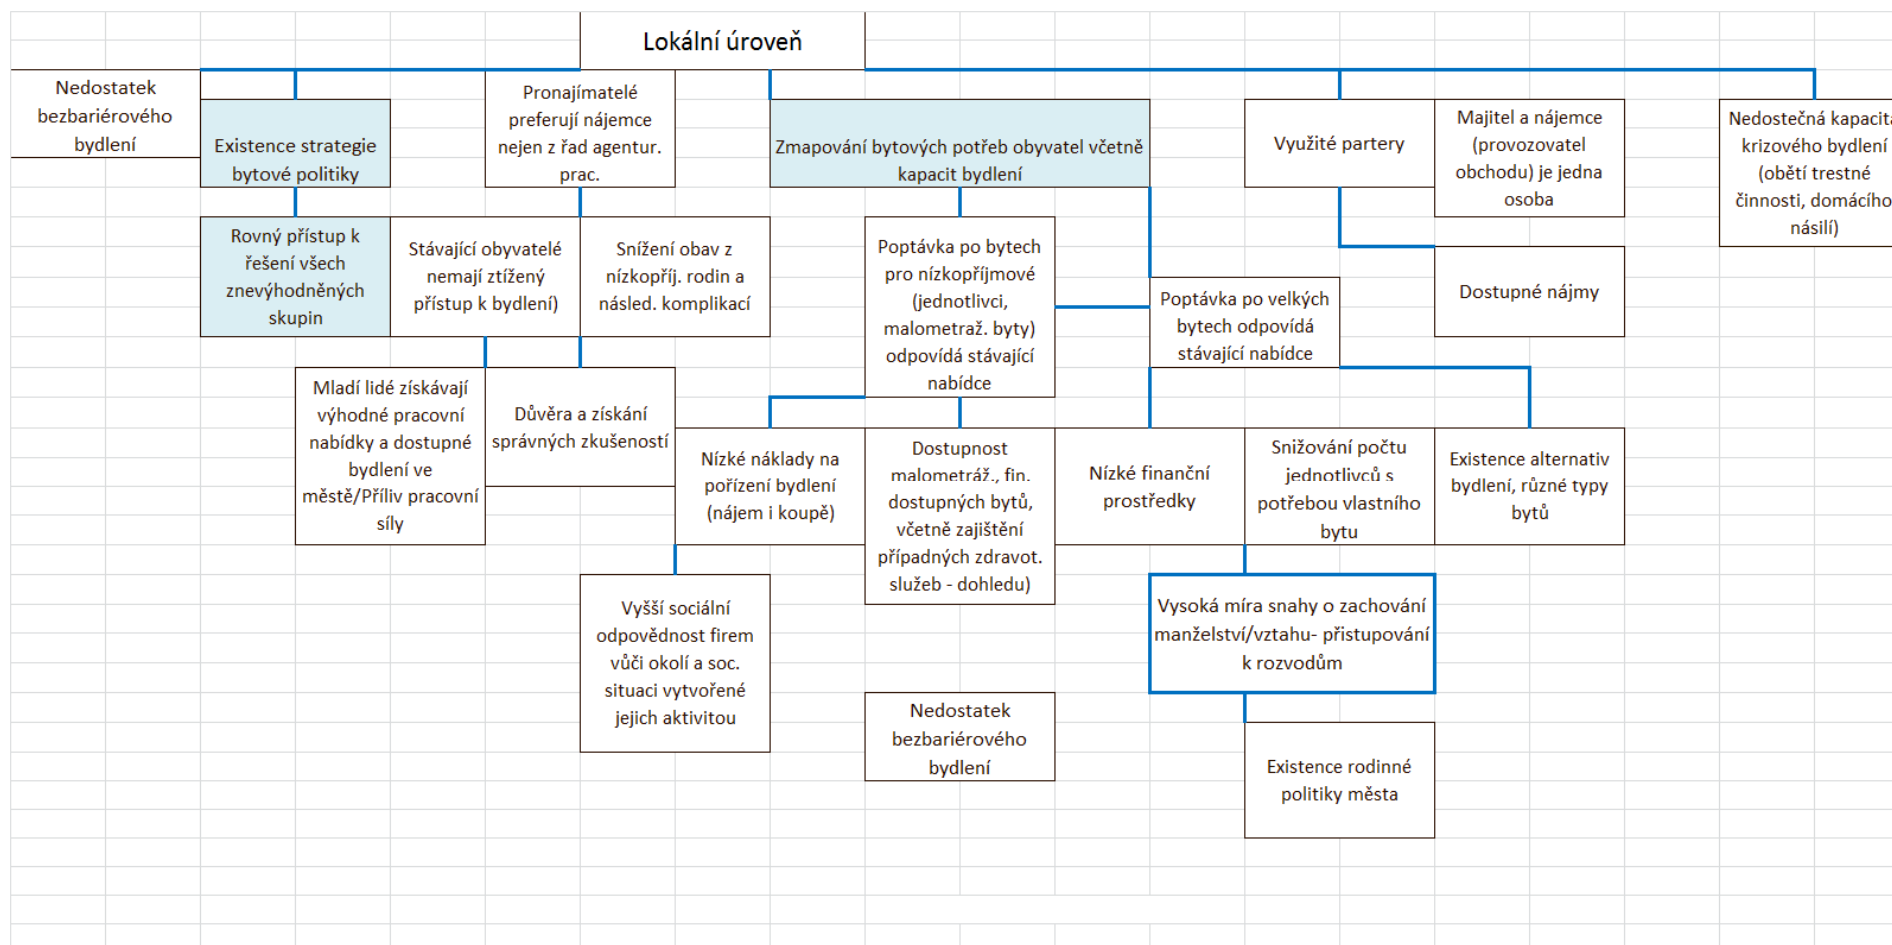 Lokální úroveň
Nedostatek
bezbariérového
bydlení
Existence strategie
bytové politiky
Pronajímatelé
preferují nájemce
nejen z řad agentur.
prac.
Zmapování bytových potřeb obyvatel včetně
kapacit bydlení
Využité partery
Majitel a nájemce
(provozovatel
obchodu) je jedna
osoba
Nedostečná kapacita
krizového bydlení
(obětí trestné
činnosti, domácího
násilí)
Rovný přístup k
řešení všech
znevýhodněných
skupin
Stávající obyvatelé
nemají ztížený
přístup k bydlení)
Snížení obav z
nízkopříj. rodin a
násled. komplikací
Poptávka po bytech
pro nízkopříjmové
(jednotlivci,
malometraž. byty)
odpovídá stávající
nabídce
Poptávka po velkých
bytech odpovídá
stávající nabídce
Dostupné nájmy
Mladí lidé získávají
výhodné pracovní
nabídky a dostupné
bydlení ve
městě/Příliv pracovní
síly
Důvěra a získání
správných zkušeností
Nízké náklady na
pořízení bydlení
(nájem i koupě)
Dostupnost
malometráž., fin.
dostupných bytů,
včetně zajištění
případných zdravot.
služeb - dohledu)
Nízké finanční
prostředky
Snižování počtu
jednotlivců s
potřebou vlastního
bytu
Existence alternativ
bydlení, různé typy
bytů
Vyšší sociální
odpovědnost firem
vůči okolí a soc.
situaci vytvořené
jejich aktivitou
Vysoká míra snahy o zachování
manželství/vztahu- přistupování
k rozvodům
Nedostatek
bezbariérového
bydlení
Existence rodinné
politiky města